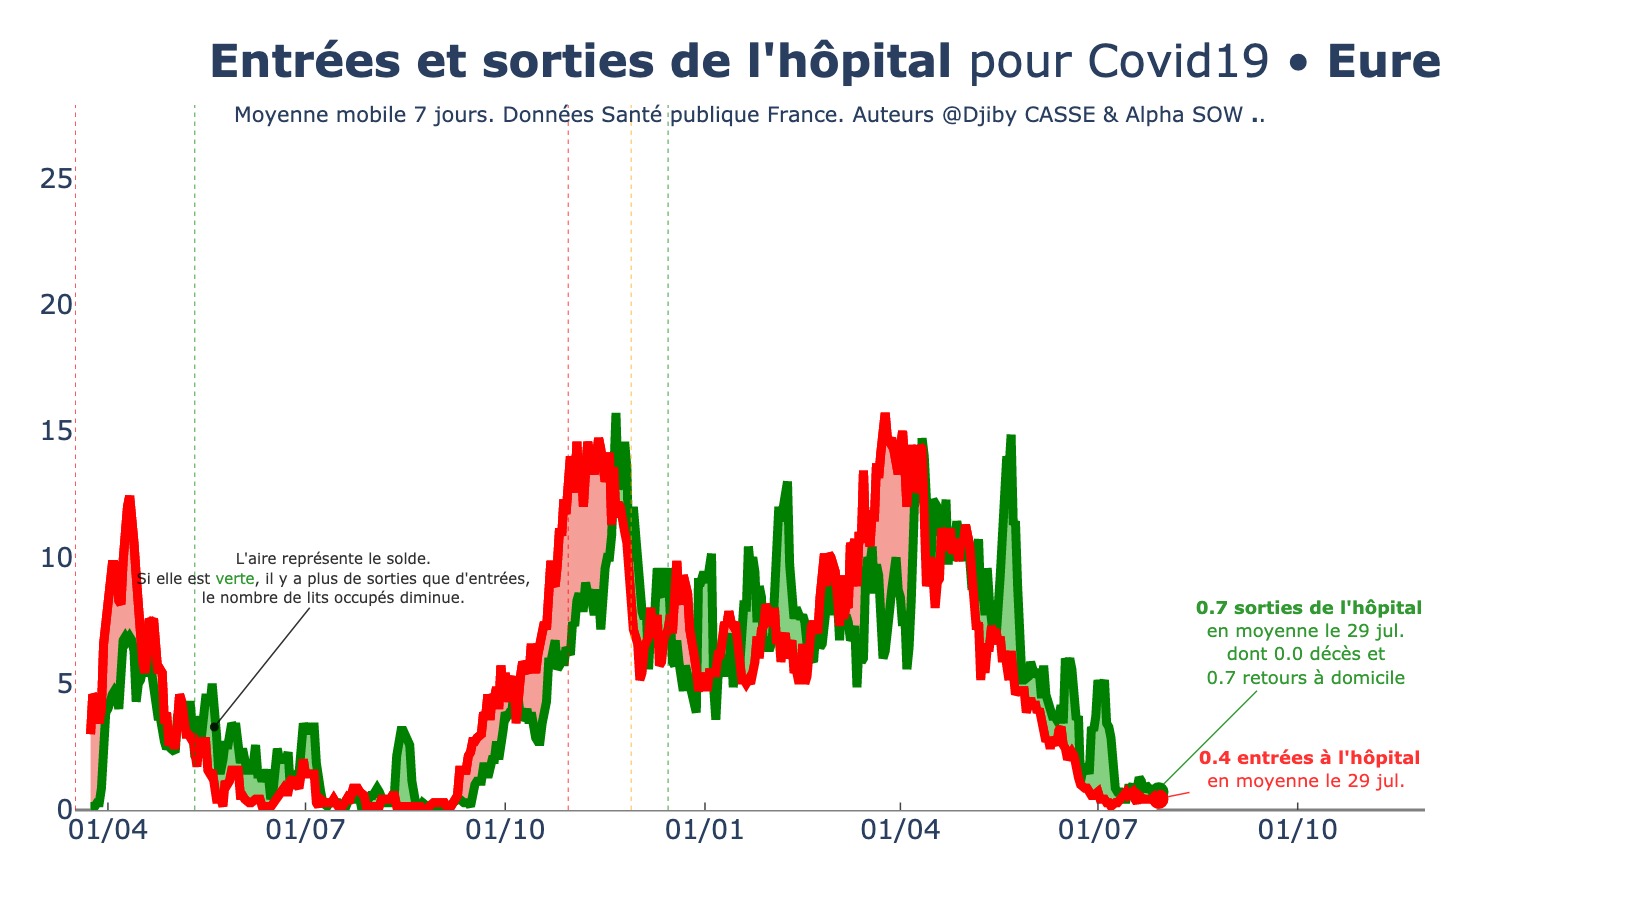 Entrées et sorties de l'hôpital pour Covid19 • Eure
Moyenne mobile 7 jours. Données Santé publique France. Auteurs @Djiby CASSE & Alpha SOW ..
25
20
15
10
5
0
L'aire représente le solde.
Si elle est verte, il y a plus de sorties que d'entrées,
le nombre de lits occupés diminue.
0.7 sorties de l'hôpital
en moyenne le 29 jul.
dont 0.0 décès et
0.7 retours à domicile
0.4 entrées à l'hôpital
en moyenne le 29 jul.
01/04 01/07 01/10 01/01 01/04 01/07 01/10